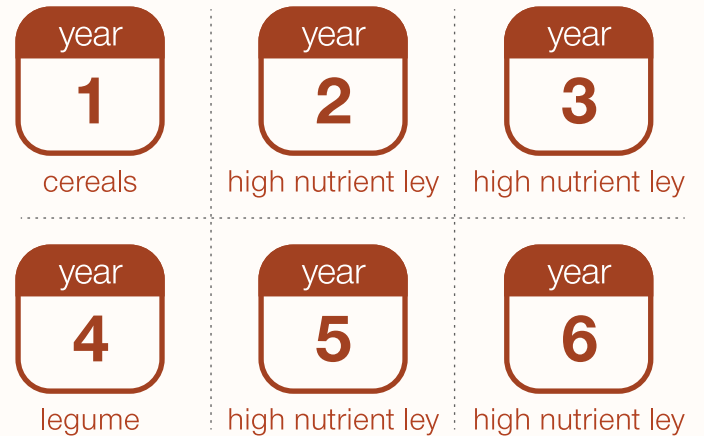 year
1
cereals
year
2
high nutrient ley
year
3
high nutrient ley
year
4
legume
year
5
high nutrient ley
year
6
high nutrient ley